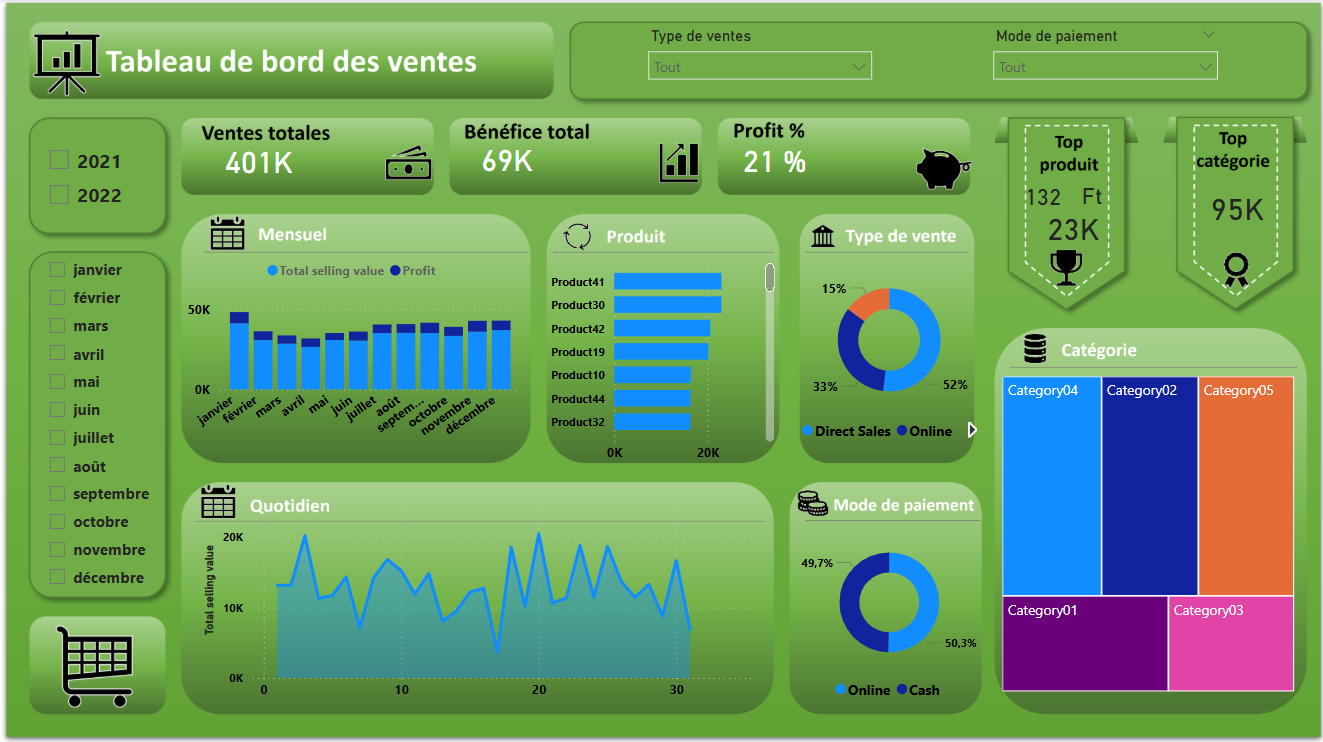 Tableau de bord des ventes
Type de ventes
Tout
Mode de paiement
Tout
2021
2022
janvier
février
mars
avril
mai
juin
juillet
août
septembre
octobre
novembre
décembre
Ventes totales
401K
Bénéfice total
69K
Profit %
21 %
Top
produit
132 Ft
23K
Top
catégorie
95K
Mensuel
Total selling value Profit
50K
0K
janvier
février
mars
avril
mai
juin
juillet
août
septem...
octobre
novembre
décembre
Produit
Product41
Product30
Product42
Product19
Product10
Product44
Product32
0K 20K
Type de vente
15%
33%
52%
Direct Sales Online
Quotidien
Total selling value
20K
10K
0K
0 10 20 30
Mode de paiement
49,7%
50,3%
Online Cash
Catégorie
Category04 Category02 Category05
Category01 Category03